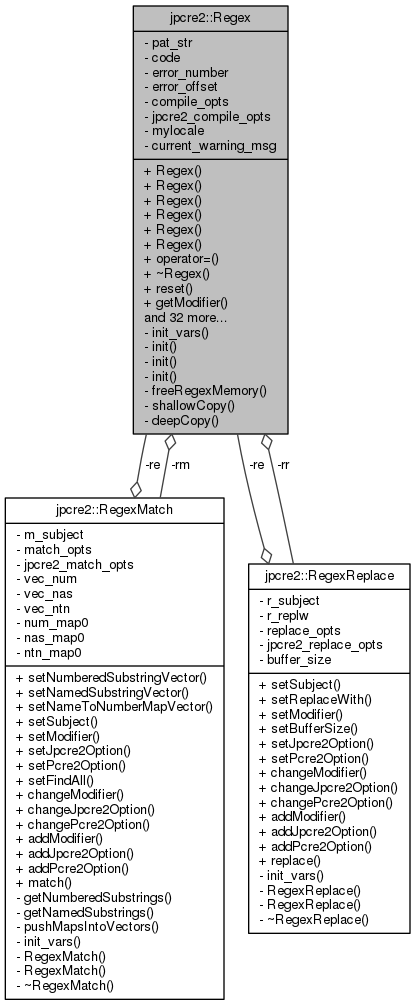 jpcre2::Regex
- pat_str
- code
- error_number
- error_offset
- compile_opts
- jpcre2_compile_opts
- mylocale
- current_warning_msg
+ Regex()
+ Regex()
+ Regex()
+ Regex()
+ Regex()
+ Regex()
+ operator=()
+ ~Regex()
+ reset()
+ getModifier()
and 32 more...
- init_vars()
- init()
- init()
- init()
- freeRegexMemory()
- shallowCopy()
- deepCopy()
-re
-rm
-re
-rr
jpcre2::RegexMatch
- m_subject
- match_opts
- jpcre2_match_opts
- vec_num
- vec_nas
- vec_ntn
- num_map0
- nas_map0
- ntn_map0
+ setNumberedSubstringVector()
+ setNamedSubstringVector()
+ setNameToNumberMapVector()
+ setSubject()
+ setModifier()
+ setJpcre2Option()
+ setPcre2Option()
+ setFindAll()
+ changeModifier()
+ changeJpcre2Option()
+ changePcre2Option()
+ addModifier()
+ addJpcre2Option()
+ addPcre2Option()
+ match()
- getNumberedSubstrings()
- getNamedSubstrings()
- pushMapsIntoVectors()
- init_vars()
- RegexMatch()
- RegexMatch()
- ~RegexMatch()
jpcre2::RegexReplace
- r_subject
- r_replw
- replace_opts
- jpcre2_replace_opts
- buffer_size
+ setSubject()
+ setReplaceWith()
+ setModifier()
+ setBufferSize()
+ setJpcre2Option()
+ setPcre2Option()
+ changeModifier()
+ changeJpcre2Option()
+ changePcre2Option()
+ addModifier()
+ addJpcre2Option()
+ addPcre2Option()
+ replace()
- init_vars()
- RegexReplace()
- RegexReplace()
- ~RegexReplace()